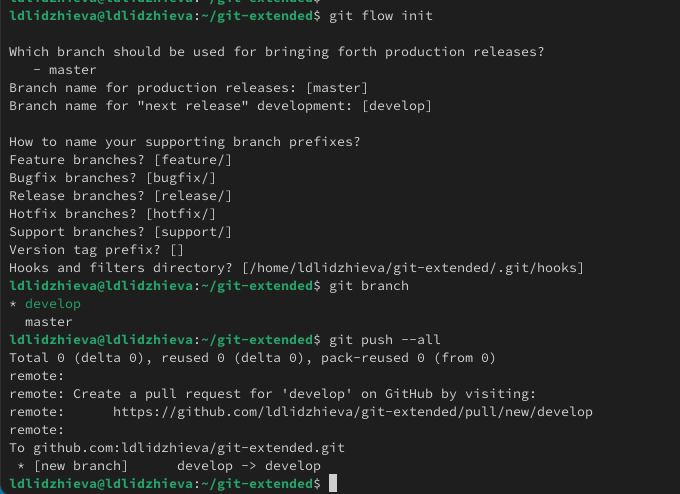 ldlidzhieva@ldlidzhieva:~/git-extended$ git flow init
Which branch should be used for bringing forth production releases?
   - master
Branch name for production releases: [master]
Branch name for "next release" development: [develop]
How to name your supporting branch prefixes?
Feature branches? [feature/]
Bugfix branches? [bugfix/]
Release branches? [release/]
Hotfix branches? [hotfix/]
Support branches? [support/]
Version tag prefix? []
Hooks and filters directory? [/home/ldlidzhieva/git-extended/.git/hooks]
ldlidzhieva@ldlidzhieva:~/git-extended$ git branch
* develop
  master
ldlidzhieva@ldlidzhieva:~/git-extended$ git push --all
Total 0 (delta 0), reused 0 (delta 0), pack-reused 0 (from 0)
remote:
remote: Create a pull request for 'develop' on GitHub by visiting:
remote:      https://github.com/ldlidzhieva/git-extended/pull/new/develop
remote:
To github.com:ldlidzhieva/git-extended.git
 * [new branch]      develop -> develop
ldlidzhieva@ldlidzhieva:~/git-extended$